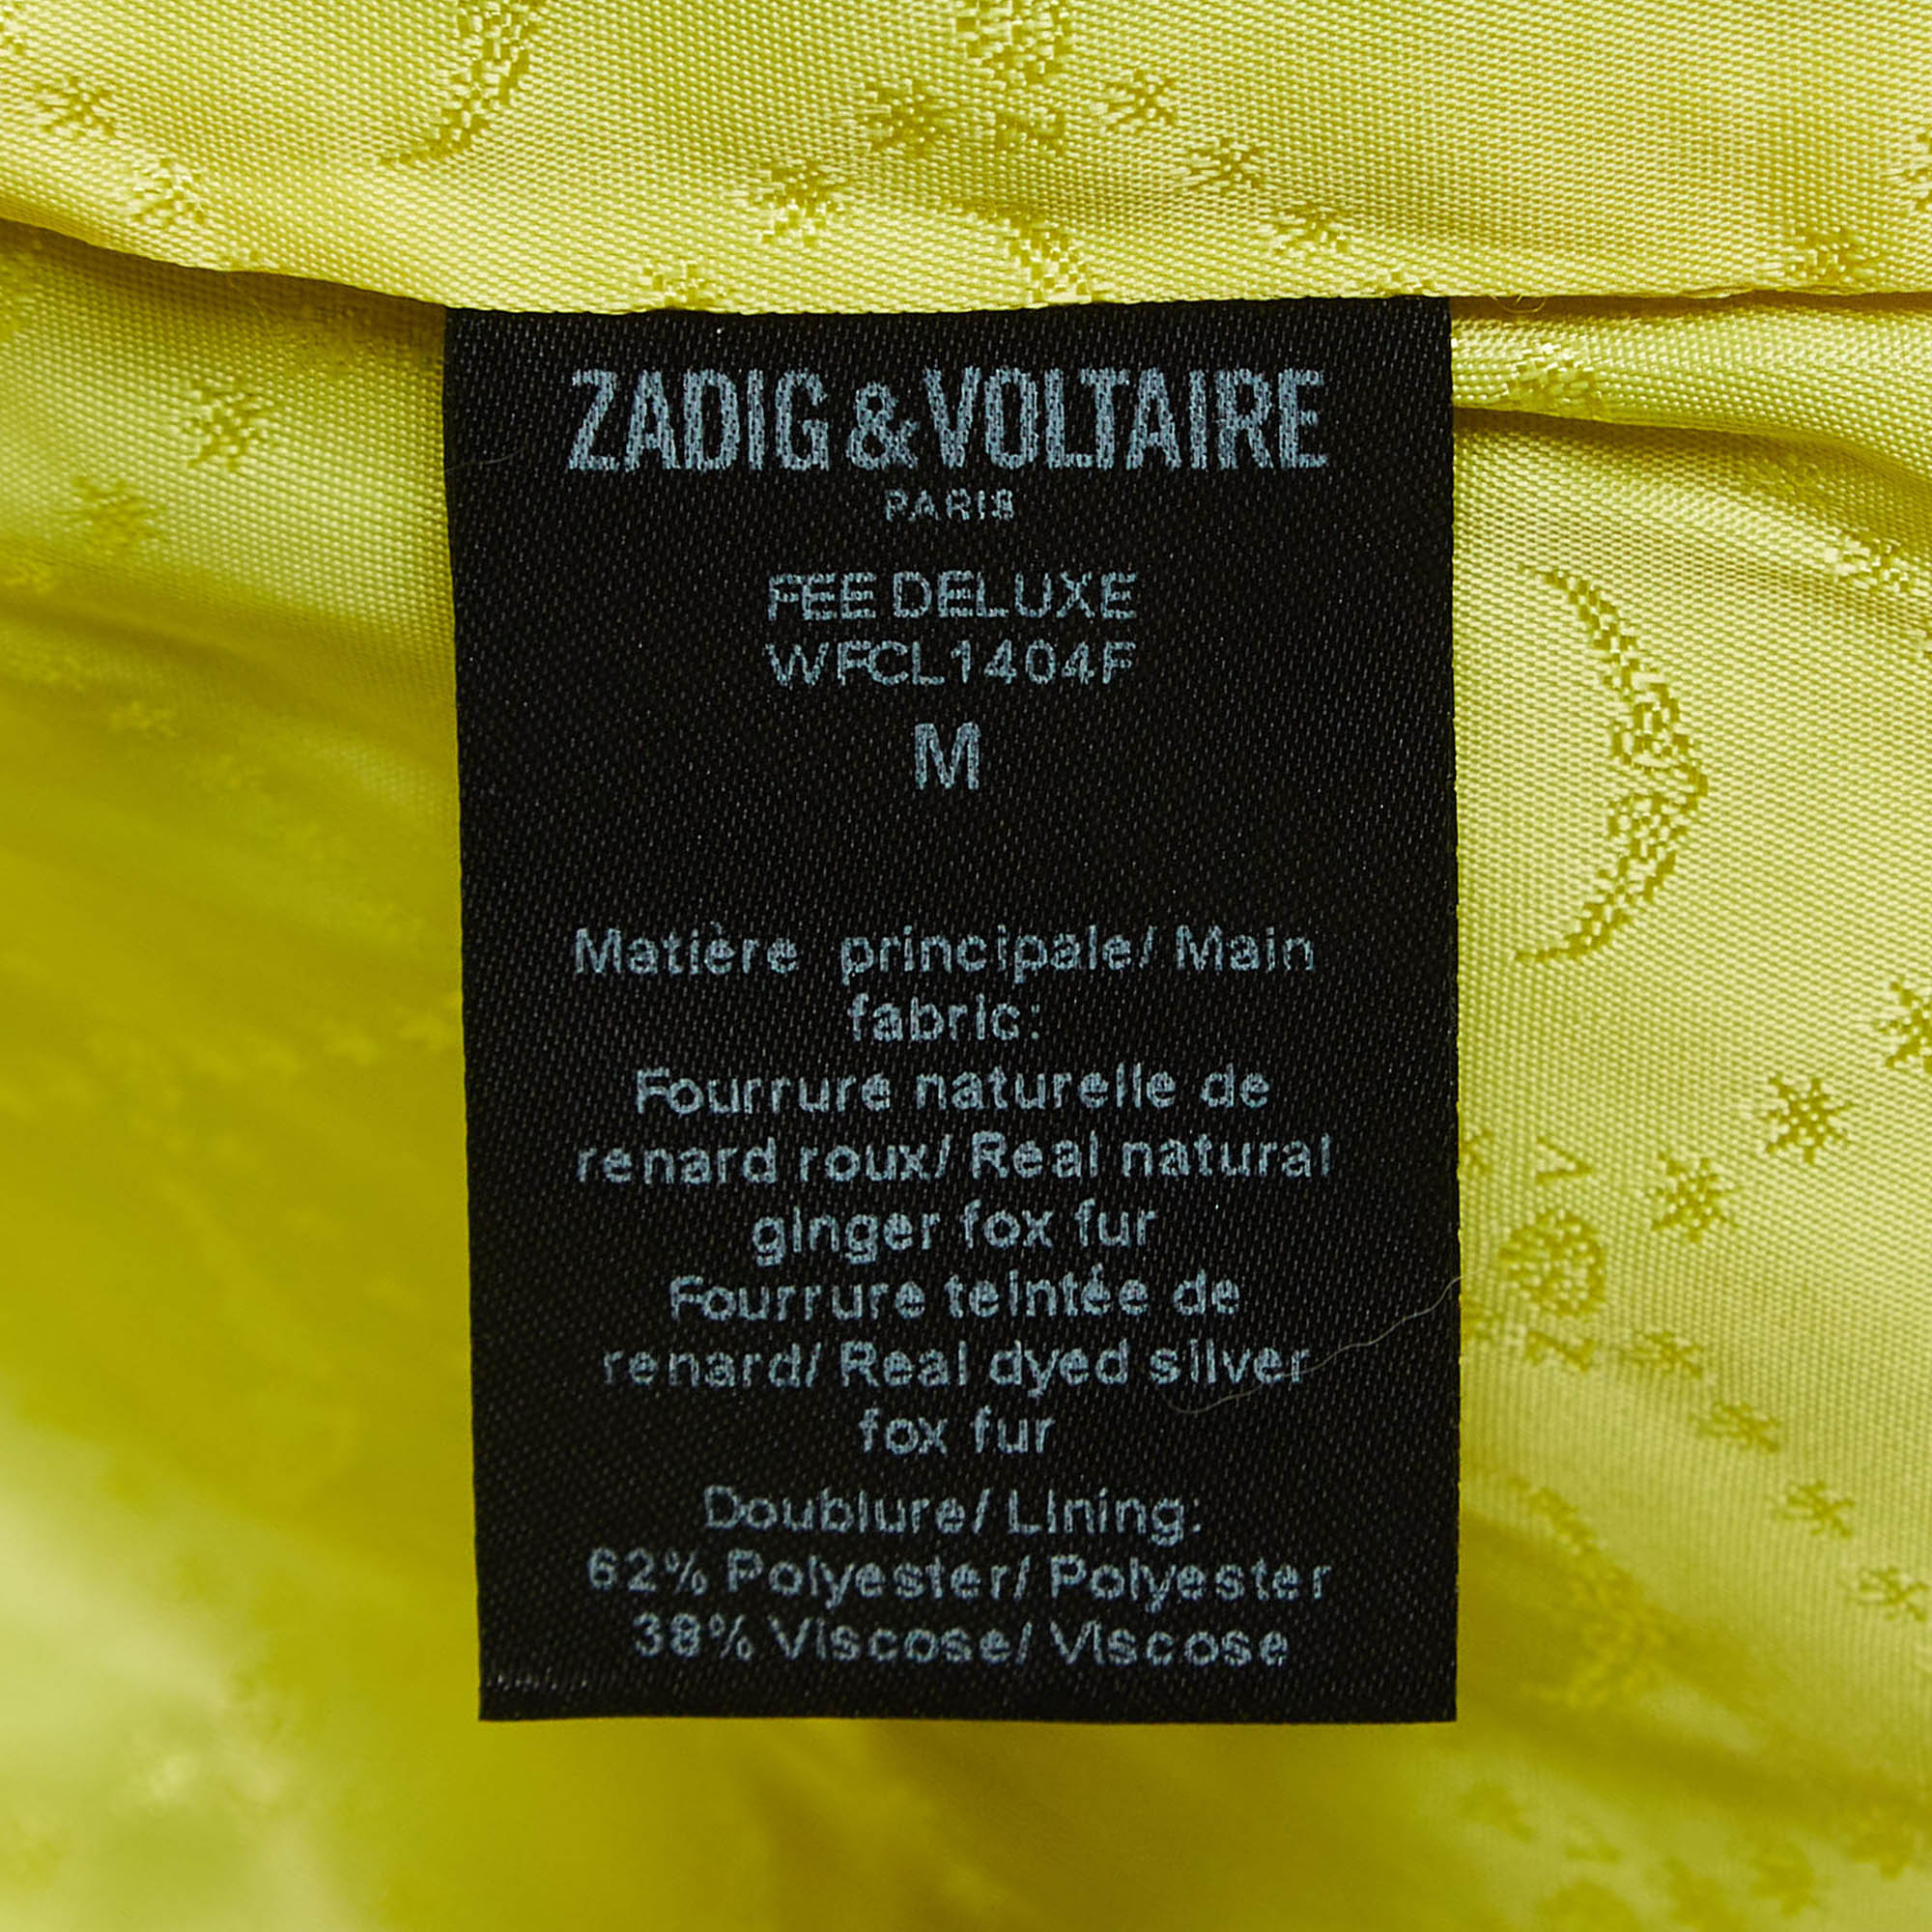 ZADIG & VOLTAIRE
PARIS
FEE DELUXE
WFCL1404F
M
Matière principale/ Main
fabric:
Fourrure naturelle de
renard roux/ Real natural
ginger fox fur
Fourrure teintée de
renard/ Real dyed silver
fox fur
Doublure/ Lining:
62% Polyester/ Polyester
38% Viscose/ Viscose